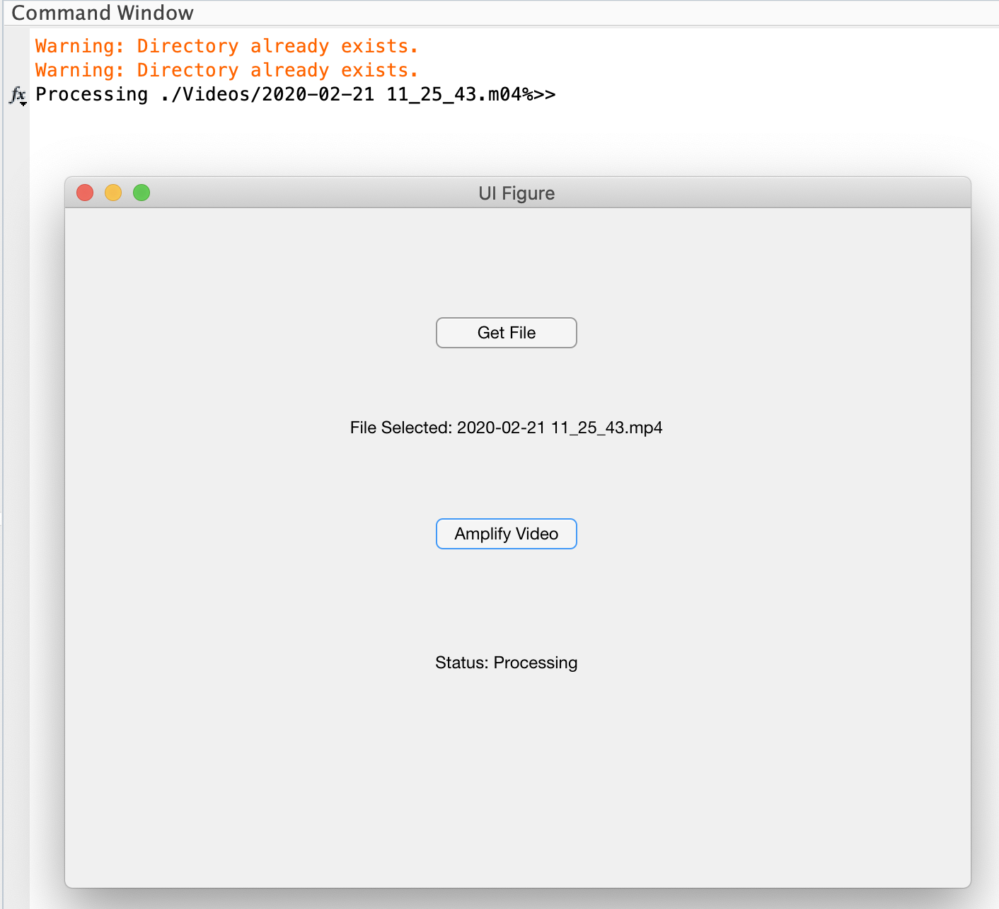 Command Window
Warning: Directory already exists.
Warning: Directory already exists.
fx Processing ./Videos/2020-02-21 11_25_43.m04%>>
UI Figure
Get File
File Selected: 2020-02-21 11_25_43.mp4
Amplify Video
Status: Processing